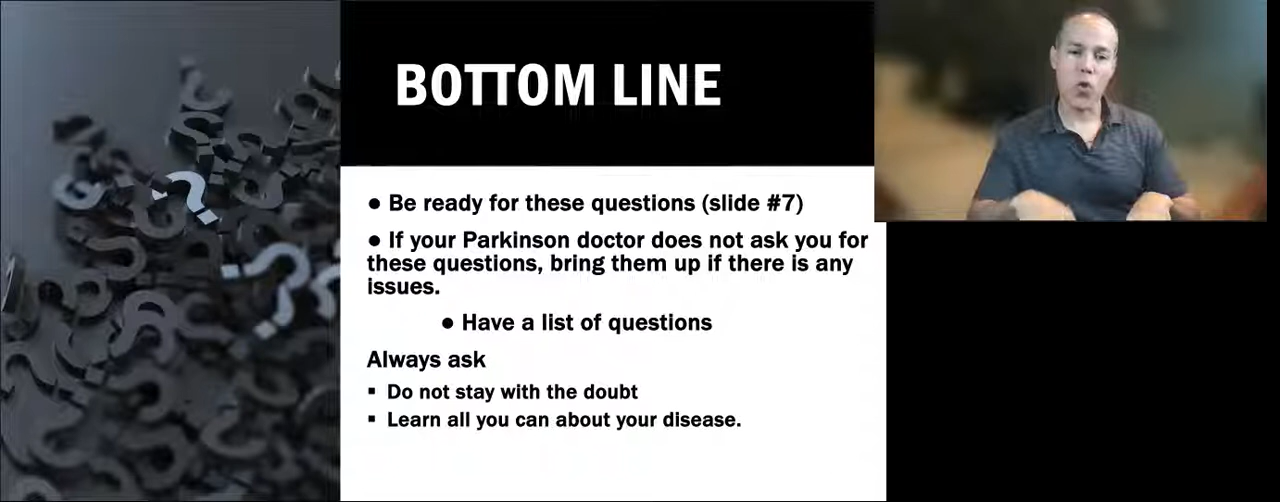 BOTTOM LINE
● Be ready for these questions (slide #7)
● If your Parkinson doctor does not ask you for
these questions, bring them up if there is any
issues.
● Have a list of questions
Always ask
▪ Do not stay with the doubt
▪ Learn all you can about your disease.